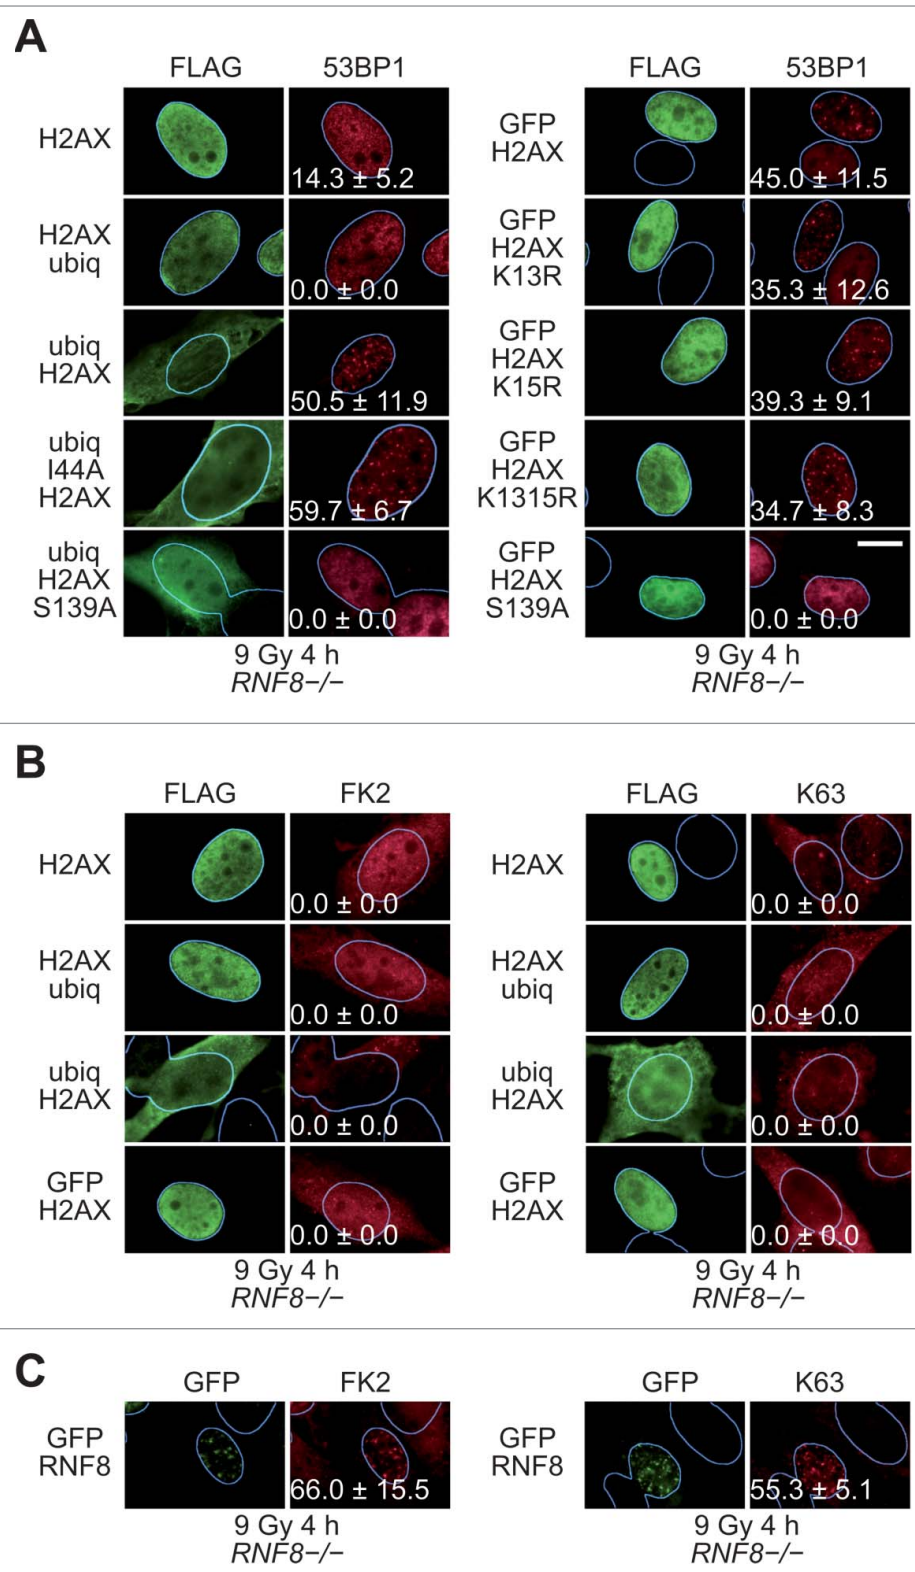 A
FLAG 53BP1 FLAG 53BP1
H2AX
14.3 ± 5.2
GFP
H2AX
45.0 ± 11.5
H2AX
ubiq
0.0 ± 0.0
GFP
H2AX
K13R
35.3 ± 12.6
ubiq
H2AX
50.5 ± 11.9
GFP
H2AX
K15R
39.3 ± 9.1
ubiq
I44A
H2AX
59.7 ± 6.7
GFP
H2AX
K1315R
34.7 ± 8.3
ubiq
H2AX
S139A
0.0 ± 0.0
GFP
H2AX
S139A
0.0 ± 0.0
9 Gy 4 h 9 Gy 4 h
RNF8−/− RNF8−/−
B
FLAG FK2 FLAG K63
H2AX
0.0 ± 0.0
H2AX
0.0 ± 0.0
H2AX
ubiq
0.0 ± 0.0
H2AX
ubiq
0.0 ± 0.0
ubiq
H2AX
0.0 ± 0.0
ubiq
H2AX
0.0 ± 0.0
GFP
H2AX
0.0 ± 0.0
GFP
H2AX
0.0 ± 0.0
9 Gy 4 h 9 Gy 4 h
RNF8−/− RNF8−/−
C
GFP FK2 GFP K63
GFP
RNF8
66.0 ± 15.5
GFP
RNF8
55.3 ± 5.1
9 Gy 4 h 9 Gy 4 h
RNF8−/− RNF8−/−